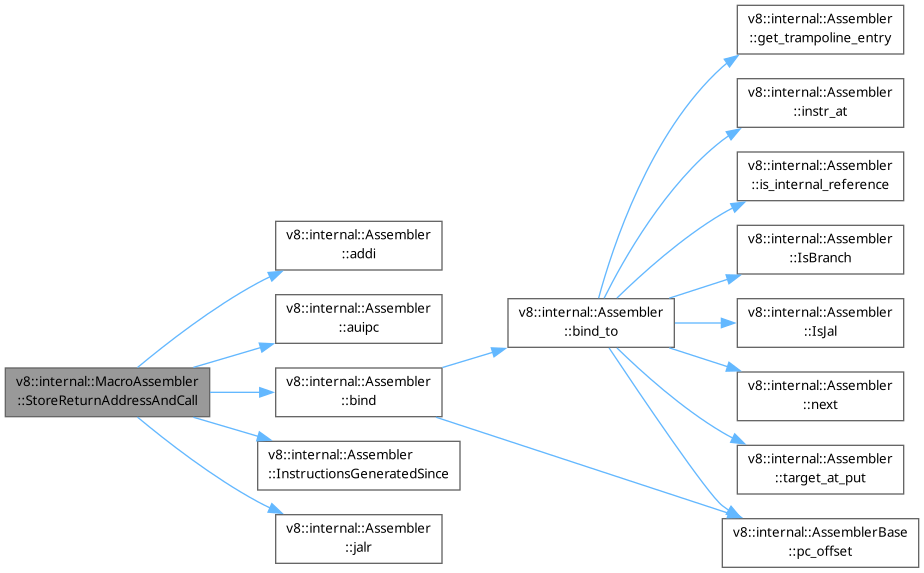 v8::internal::MacroAssembler
::StoreReturnAddressAndCall
v8::internal::Assembler
::addi
v8::internal::Assembler
::auipc
v8::internal::Assembler
::bind
v8::internal::Assembler
::InstructionsGeneratedSince
v8::internal::Assembler
::jalr
v8::internal::Assembler
::bind_to
v8::internal::Assembler
::get_trampoline_entry
v8::internal::Assembler
::instr_at
v8::internal::Assembler
::is_internal_reference
v8::internal::Assembler
::IsBranch
v8::internal::Assembler
::IsJal
v8::internal::Assembler
::next
v8::internal::Assembler
::target_at_put
v8::internal::AssemblerBase
::pc_offset